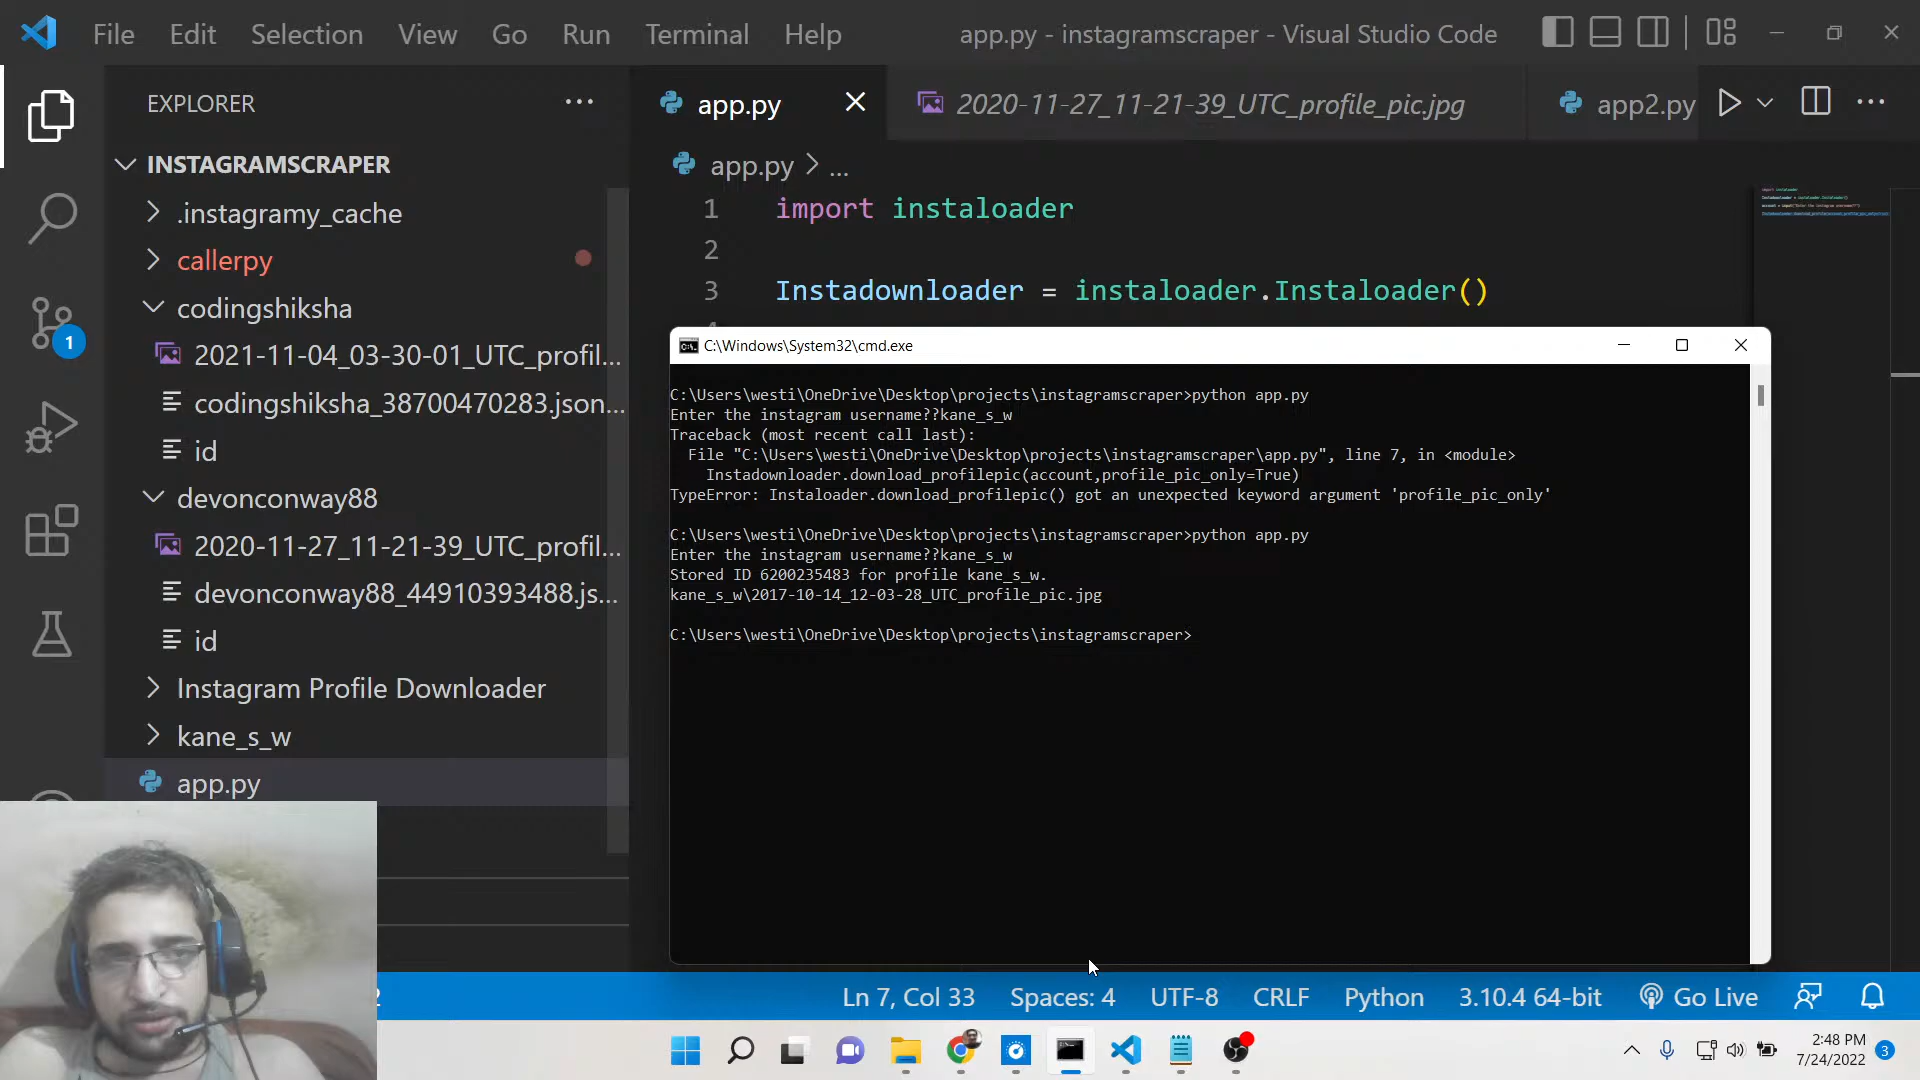 File Edit Selection View Go Run Terminal Help
app.py - instagramscraper - Visual Studio Code
EXPLORER
INSTAGRAMSCRAPER
.instagramy_cache
callerpy
codingshiksha
2021-11-04_03-30-01_UTC_profil...
codingshiksha_38700470283.json...
id
devonconway88
2020-11-27_11-21-39_UTC_profil...
devonconway88_44910393488.js...
id
Instagram Profile Downloader
kane_s_w
app.py
1
app.py 2020-11-27_11-21-39_UTC_profile_pic.jpg app2.py
app.py > ...
1 import instaloader
2
3 Instadownloader = instaloader.Instaloader()
C:\Windows\System32\cmd.exe
C:\Users\westi\OneDrive\Desktop\projects\instagramscraper>python app.py
Enter the instagram username??kane_s_w
Traceback (most recent call last):
File "C:\Users\westi\OneDrive\Desktop\projects\instagramscraper\app.py", line 7, in <module>
Instadownloader.download_profilepic(account,profile_pic_only=True)
TypeError: Instaloader.download_profilepic() got an unexpected keyword argument 'profile_pic_only'
C:\Users\westi\OneDrive\Desktop\projects\instagramscraper>python app.py
Enter the instagram username??kane_s_w
Stored ID 6200235483 for profile kane_s_w.
kane_s_w\2017-10-14_12-03-28_UTC_profile_pic.jpg
C:\Users\westi\OneDrive\Desktop\projects\instagramscraper>
Ln 7, Col 33 Spaces: 4 UTF-8 CRLF Python 3.10.4 64-bit Go Live
2:48 PM
7/24/2022 3